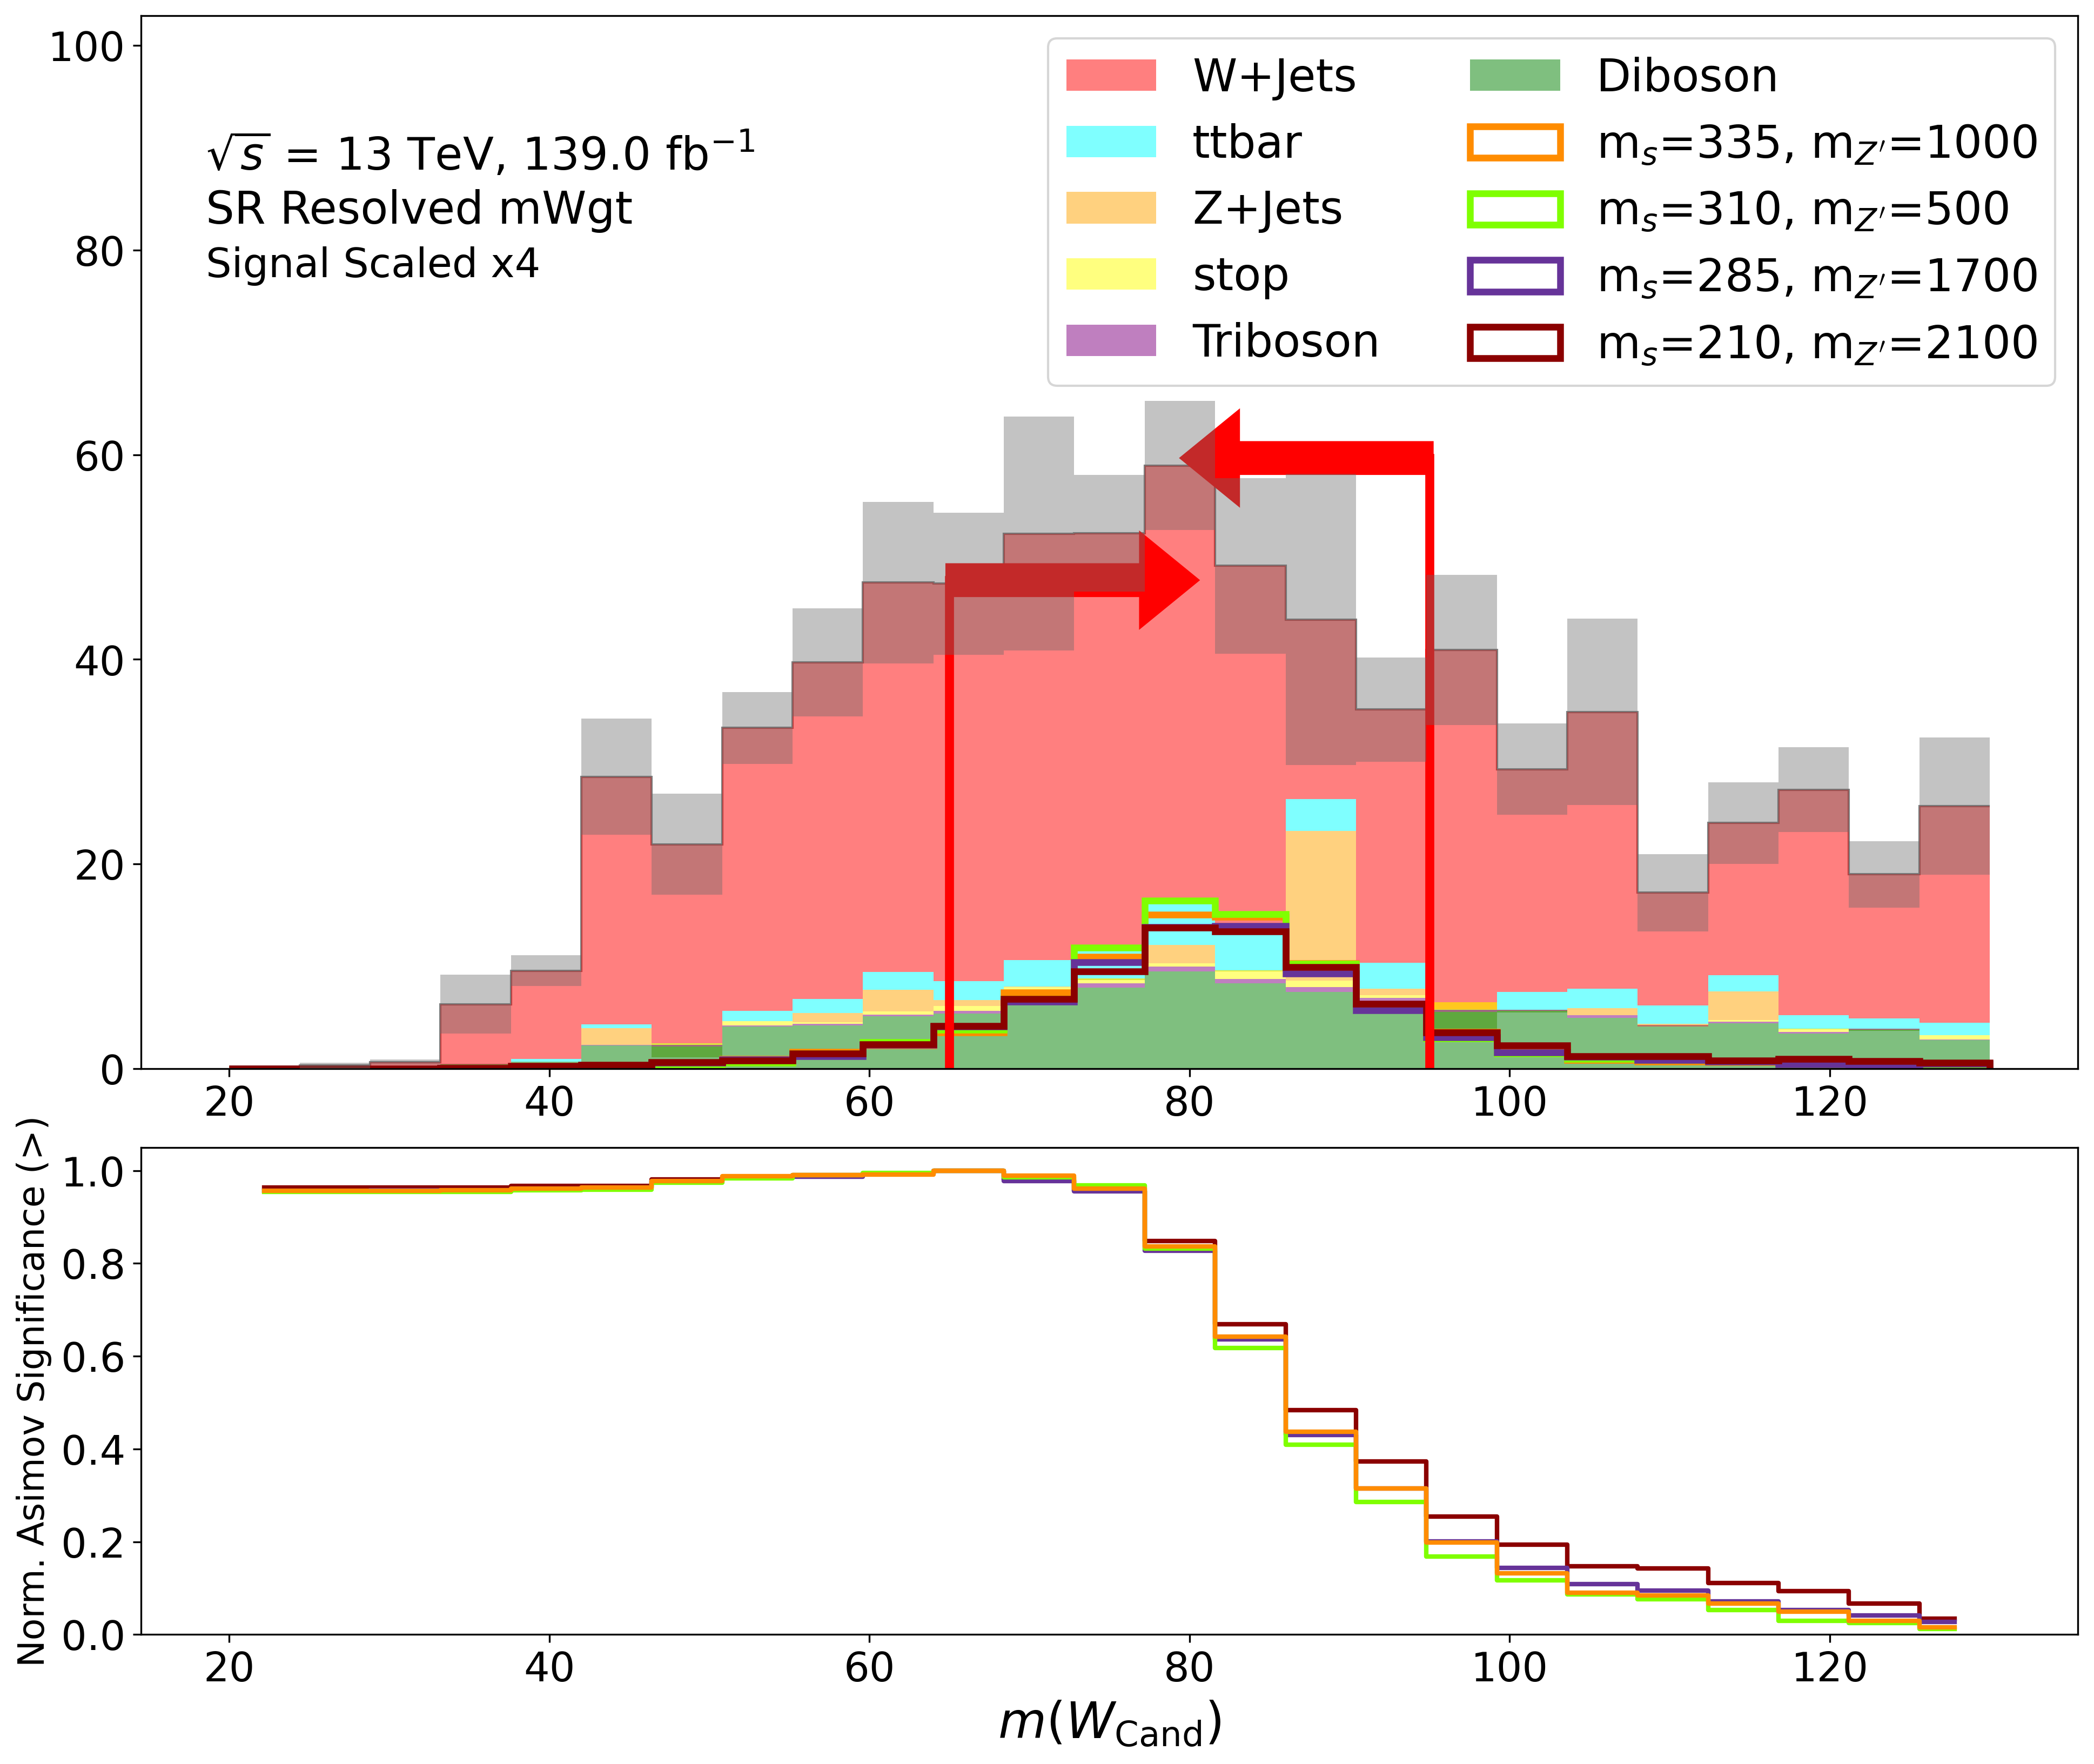 100
80
60
40
20
0
√s = 13 TeV, 139.0 fb⁻¹
SR Resolved mWgt
Signal Scaled x4
W+Jets
ttbar
Z+Jets
stop
Triboson
Diboson
mₛ=335, m_Z′=1000
mₛ=310, m_Z′=500
mₛ=285, m_Z′=1700
mₛ=210, m_Z′=2100
20 40 60 80 100 120
Norm. Asimov Significance (>)
1.0
0.8
0.6
0.4
0.2
0.0
20 40 60 80 100 120
m(W_Cand)